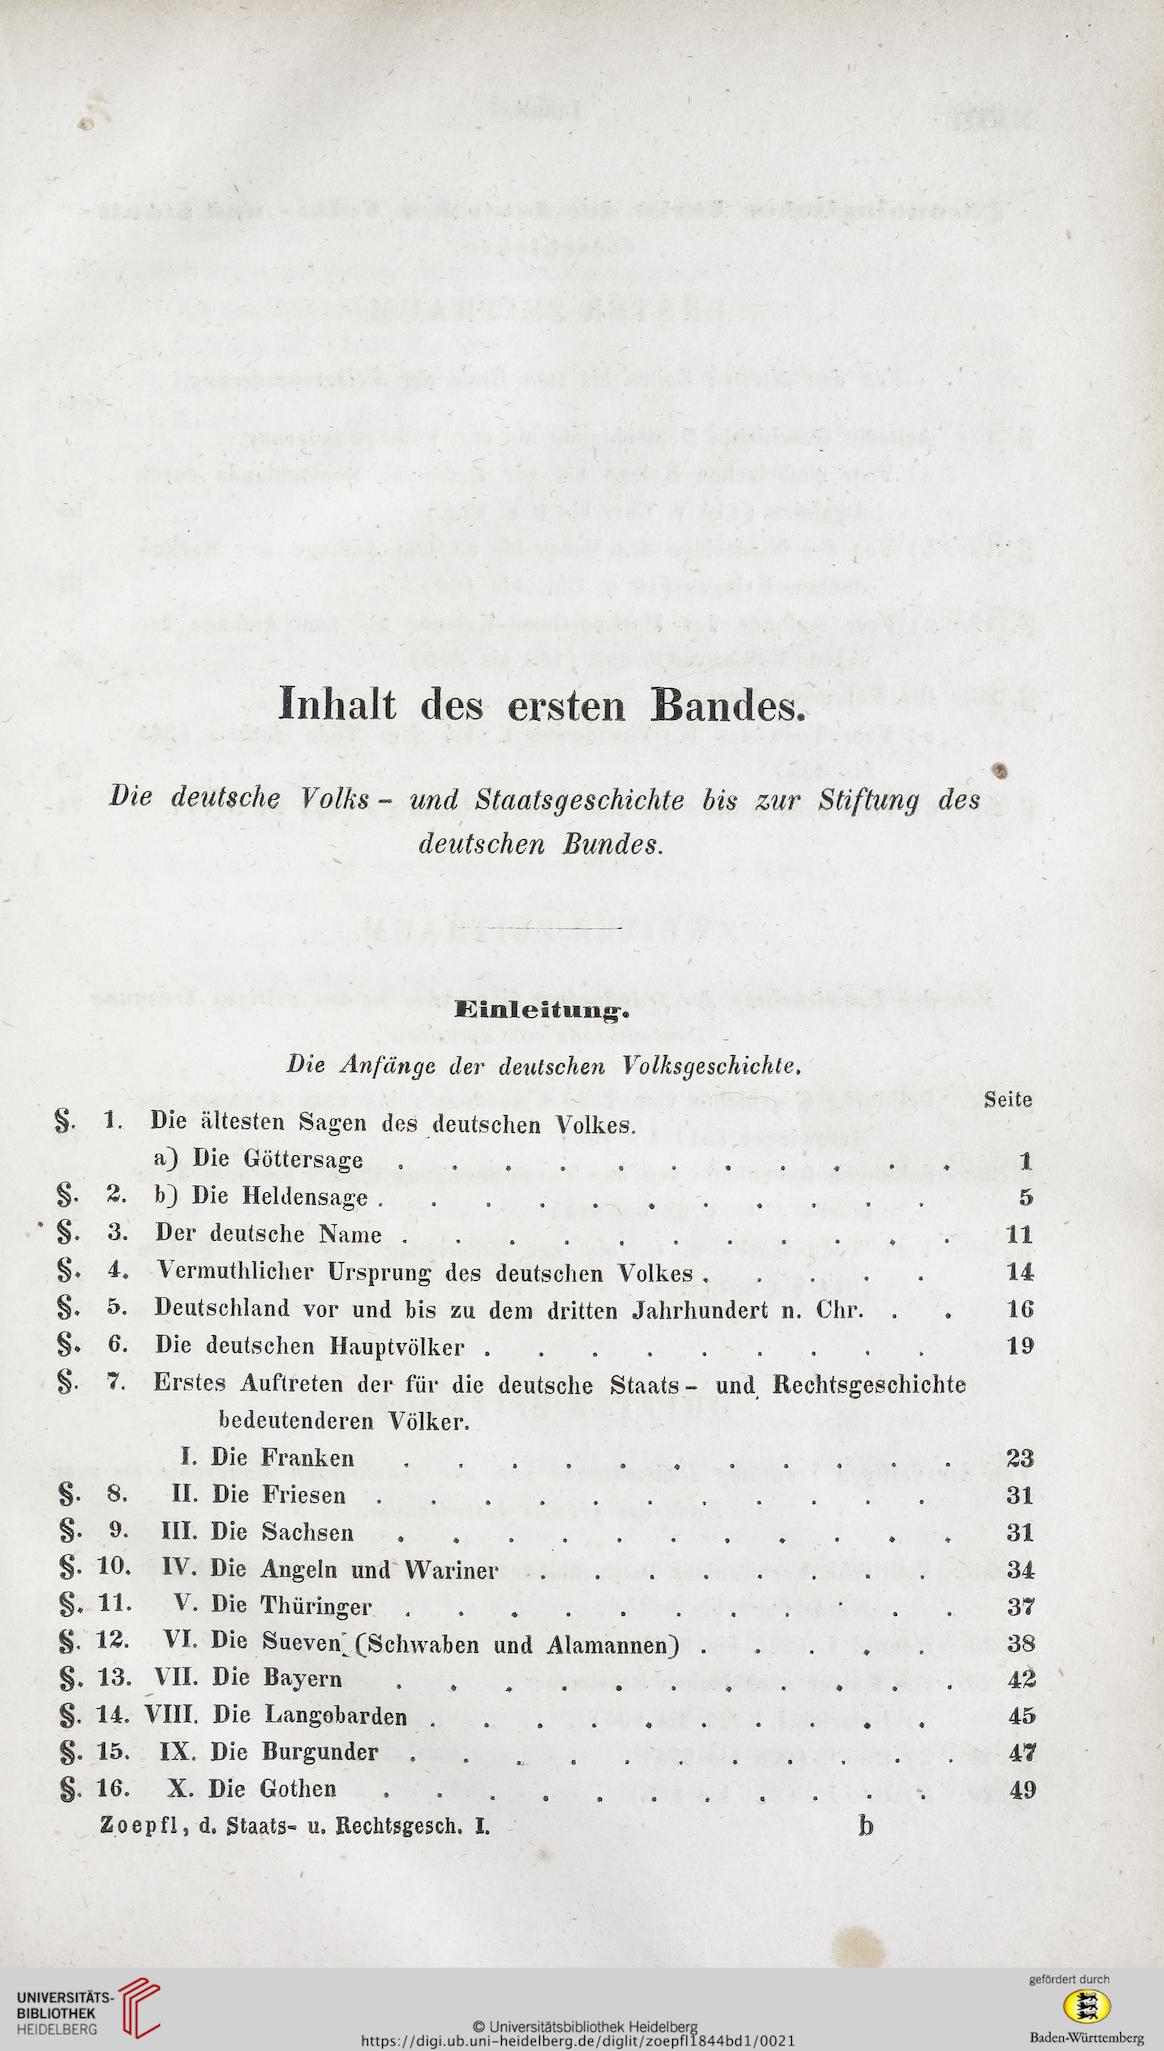 Inhalt des ersten Bandes.
Die deutsche Volks- und Staatsgeschichte bis zur Stiftung des
deutschen Bundes.
Einleitung.
Die Anfänge der deutschen Volksgeschichte.
Seite
§. 1. Die ältesten Sagen des deutschen Volkes.
a) Die Göttersage . . . . . . . . . . . 1
§. 2. b) Die Heldensage . . . . . . . . . . . 5
§. 3. Der deutsche Name . . . . . . . . . . . 11
§. 4. Vermuthlicher Ursprung des deutschen Volkes . . . . . 14
§. 5. Deutschland vor und bis zu dem dritten Jahrhundert n. Chr. . . 16
§. 6. Die deutschen Hauptvölker . . . . . . . . . 19
§. 7. Erstes Auftreten der für die deutsche Staats- und Rechtsgeschichte
bedeutenderen Völker.
I. Die Franken . . . . . . . . . . . 23
§. 8. II. Die Friesen . . . . . . . . . . . 31
§. 9. III. Die Sachsen . . . . . . . . . . . 31
§. 10. IV. Die Angeln und Wariner . . . . . . . . 34
§. 11. V. Die Thüringer . . . . . . . . . . . 37
§. 12. VI. Die Sueven (Schwaben und Alamannen) . . . . . 38
§. 13. VII. Die Bayern . . . . . . . . . . . 42
§. 14. VIII. Die Langobarden . . . . . . . . . . 45
§. 15. IX. Die Burgunder . . . . . . . . . . . 47
§. 16. X. Die Gothen . . . . . . . . . . . 49
Zoepfl, d. Staats- u. Rechtsgesch. I. b
UNIVERSITÄTS-
BIBLIOTHEK
HEIDELBERG
© Universitätsbibliothek Heidelberg
https://digi.ub.uni-heidelberg.de/diglit/zoepfl1844bd1/0021
gefördert durch
Baden-Württemberg